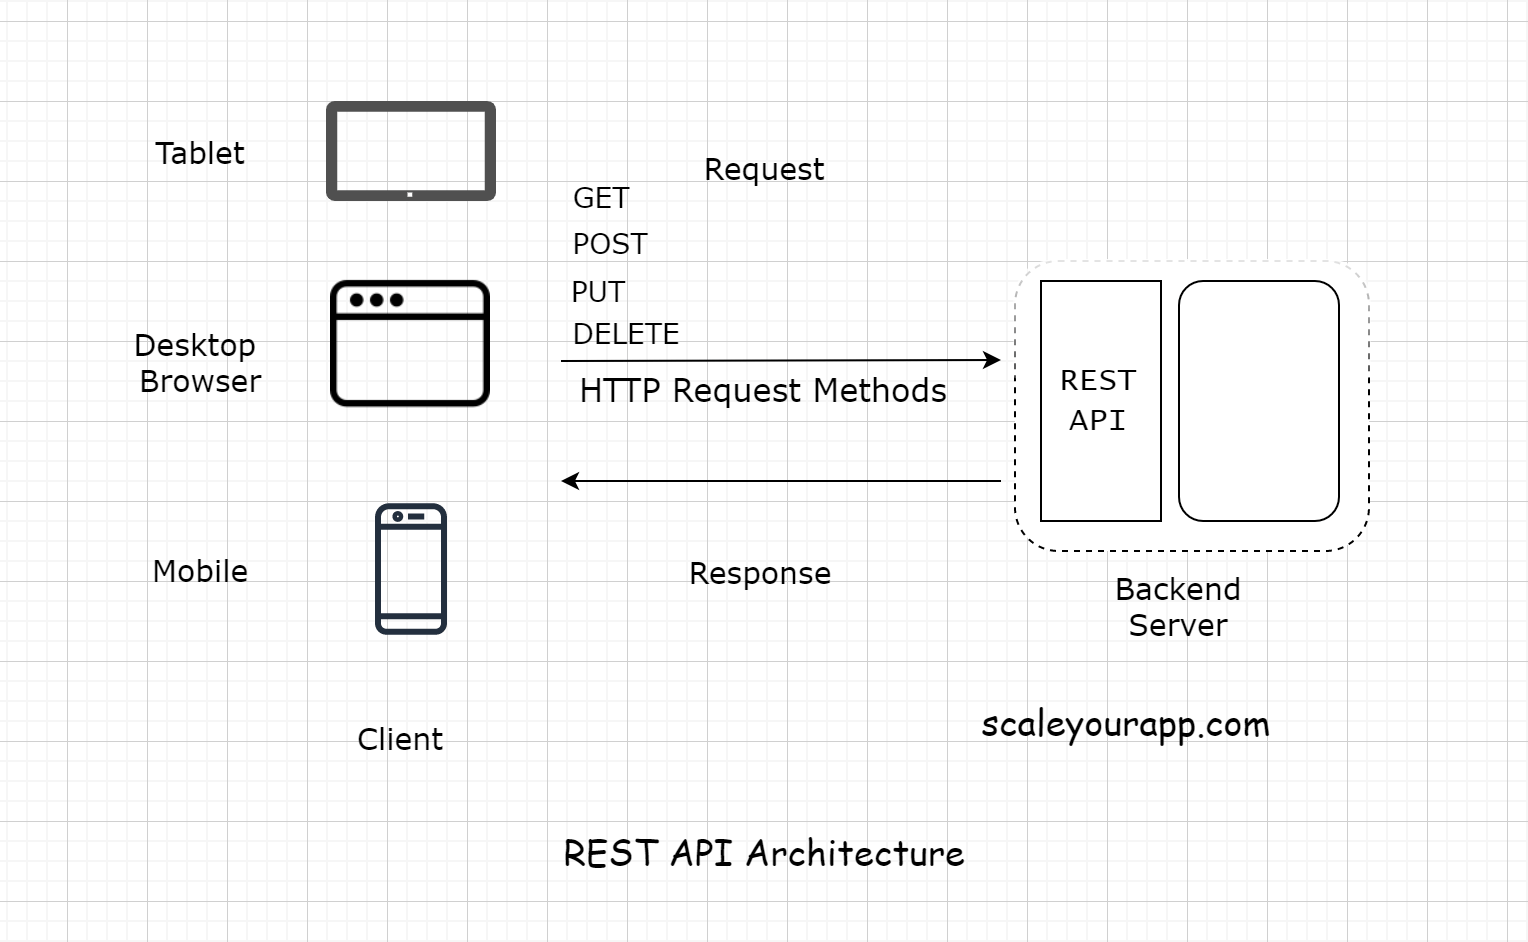 Tablet
Request
GET
POST
PUT
DELETE
Desktop
Browser
HTTP Request Methods
REST
API
Mobile
Response
Backend
Server
Client
scaleyourapp.com
REST API Architecture